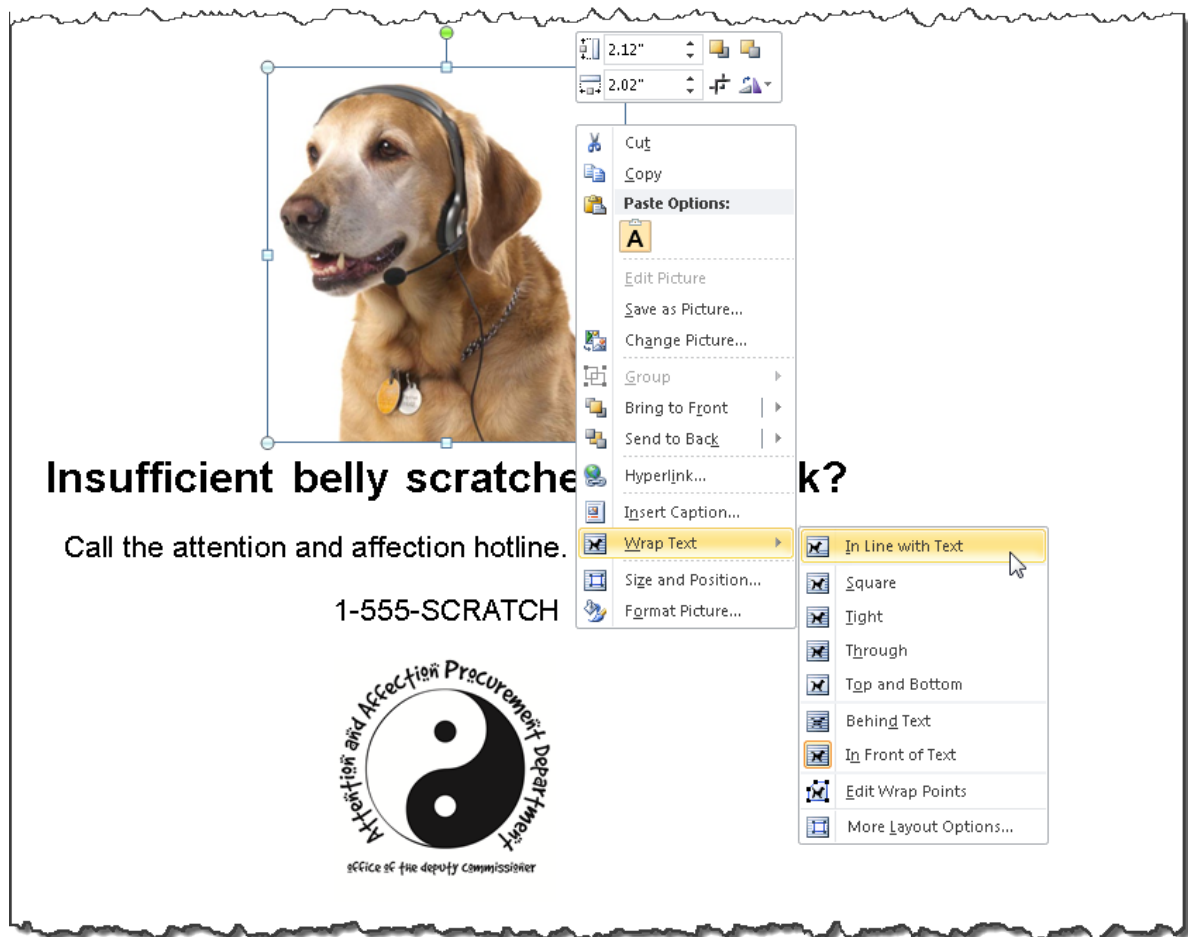 2.12"
2.02"
Cut
Copy
Paste Options:
A
Edit Picture
Save as Picture...
Change Picture...
Group
Bring to Front
Send to Back
Hyperlink...
Insert Caption...
Wrap Text
Size and Position...
Format Picture...
In Line with Text
Square
Tight
Through
Top and Bottom
Behind Text
In Front of Text
Edit Wrap Points
More Layout Options...
Insufficient belly scratche k?
Call the attention and affection hotline.
1-555-SCRATCH
Attention and Affection Procurement Department
office of the deputy commissioner